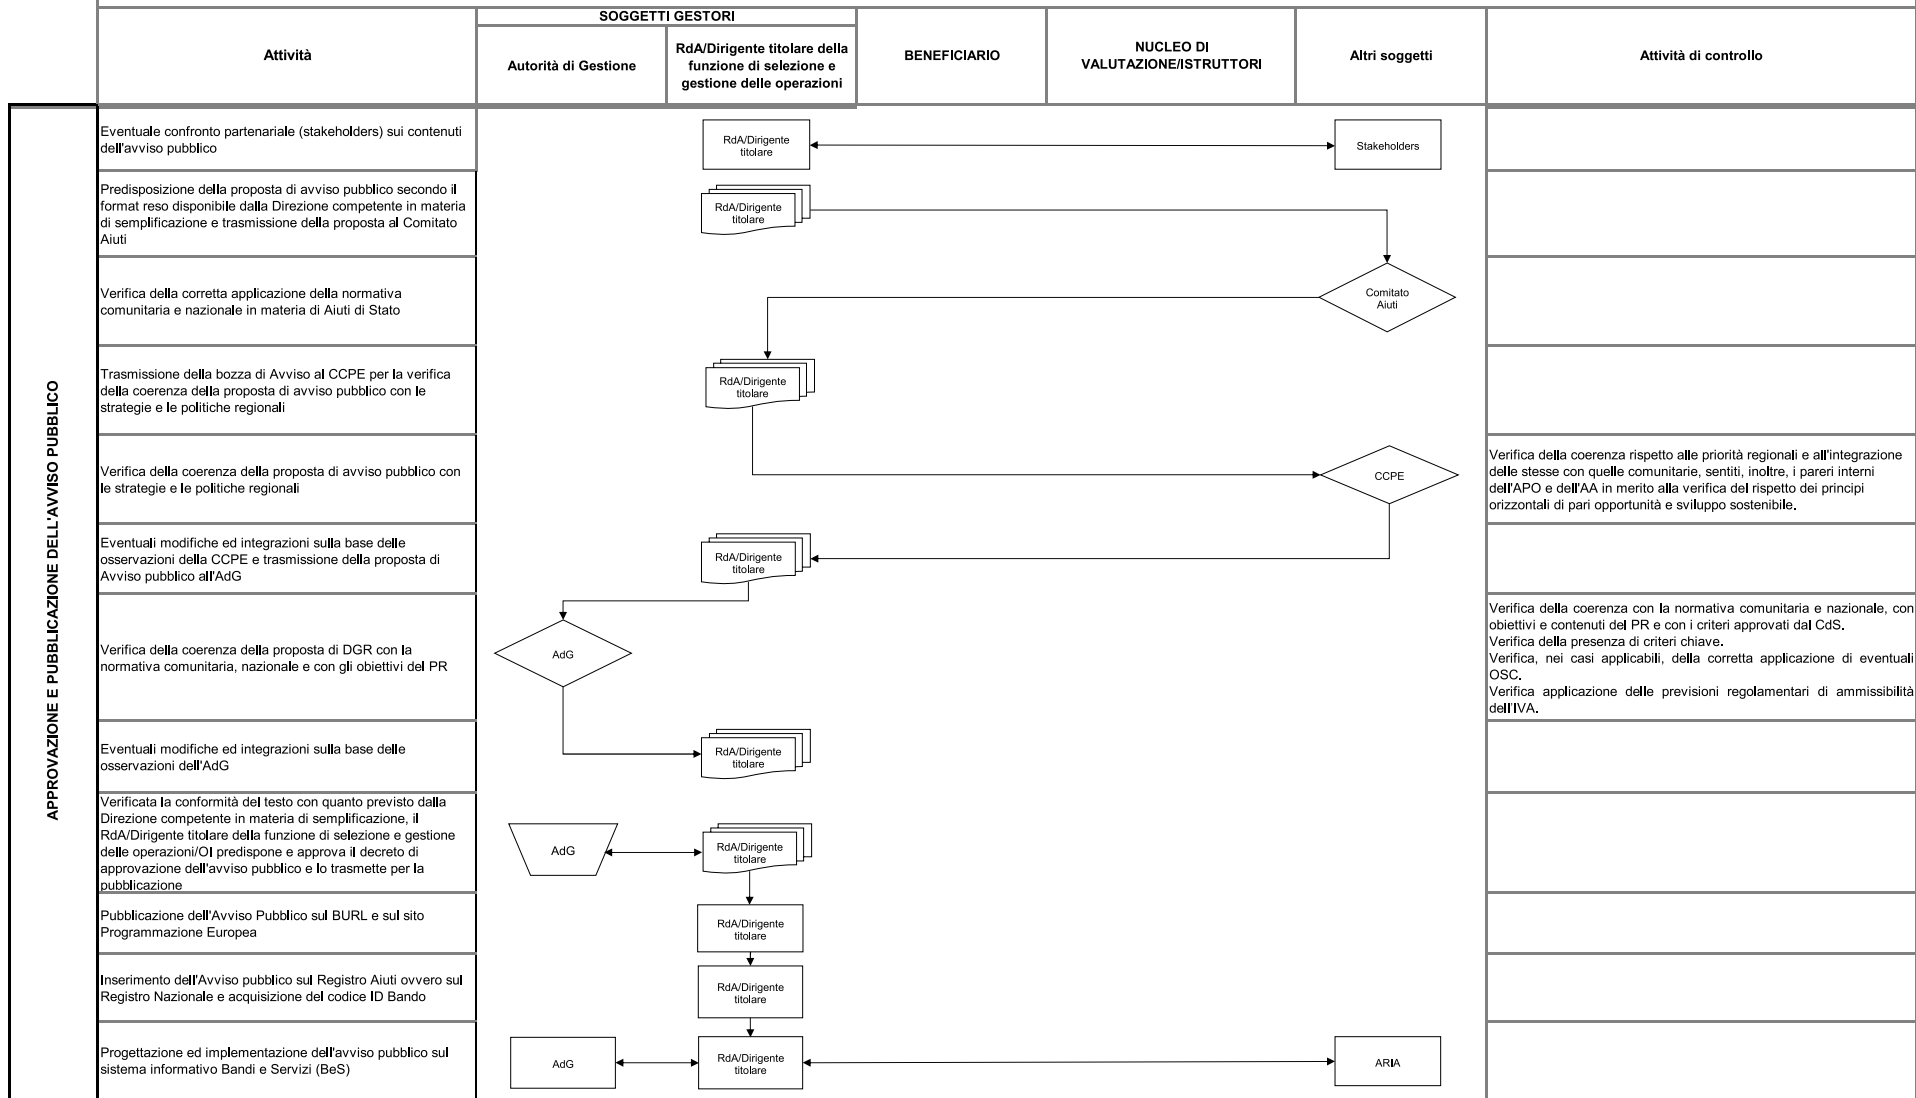 SOGGETTI GESTORI
Attività
Autorità di Gestione
RdA/Dirigente titolare della
funzione di selezione e
gestione delle operazioni
BENEFICIARIO
NUCLEO DI
VALUTAZIONE/ISTRUTTORI
Altri soggetti
Attività di controllo
APPROVAZIONE E PUBBLICAZIONE DELL'AVVISO PUBBLICO
Eventuale confronto partenariale (stakeholders) sui contenuti
dell'avviso pubblico
RdA/Dirigente
titolare
Stakeholders
Predisposizione della proposta di avviso pubblico secondo il
format reso disponibile dalla Direzione competente in materia
di semplificazione e trasmissione della proposta al Comitato
Aiuti
RdA/Dirigente
titolare
Verifica della corretta applicazione della normativa
comunitaria e nazionale in materia di Aiuti di Stato
Comitato
Aiuti
Trasmissione della bozza di Avviso al CCPE per la verifica
della coerenza della proposta di avviso pubblico con le
strategie e le politiche regionali
RdA/Dirigente
titolare
Verifica della coerenza della proposta di avviso pubblico con
le strategie e le politiche regionali
CCPE
Verifica della coerenza rispetto alle priorità regionali e all'integrazione
delle stesse con quelle comunitarie, sentiti, inoltre, i pareri interni
dell'APO e dell'AA in merito alla verifica del rispetto dei principi
orizzontali di pari opportunità e sviluppo sostenibile.
Eventuali modifiche ed integrazioni sulla base delle
osservazioni della CCPE e trasmissione della proposta di
Avviso pubblico all'AdG
RdA/Dirigente
titolare
Verifica della coerenza della proposta di DGR con la
normativa comunitaria, nazionale e con gli obiettivi del PR
AdG
Verifica della coerenza con la normativa comunitaria e nazionale, con
obiettivi e contenuti del PR e con i criteri approvati dal CdS.
Verifica della presenza di criteri chiave.
Verifica, nei casi applicabili, della corretta applicazione di eventuali
OSC.
Verifica applicazione delle previsioni regolamentari di ammissibilità
dell'IVA.
Eventuali modifiche ed integrazioni sulla base delle
osservazioni dell'AdG
RdA/Dirigente
titolare
Verificata la conformità del testo con quanto previsto dalla
Direzione competente in materia di semplificazione, il
RdA/Dirigente titolare della funzione di selezione e gestione
delle operazioni/OI predispone e approva il decreto di
approvazione dell'avviso pubblico e lo trasmette per la
pubblicazione
AdG
RdA/Dirigente
titolare
Pubblicazione dell'Avviso Pubblico sul BURL e sul sito
Programmazione Europea
RdA/Dirigente
titolare
Inserimento dell'Avviso pubblico sul Registro Aiuti ovvero sul
Registro Nazionale e acquisizione del codice ID Bando
RdA/Dirigente
titolare
Progettazione ed implementazione dell'avviso pubblico sul
sistema informativo Bandi e Servizi (BeS)
AdG
RdA/Dirigente
titolare
ARIA